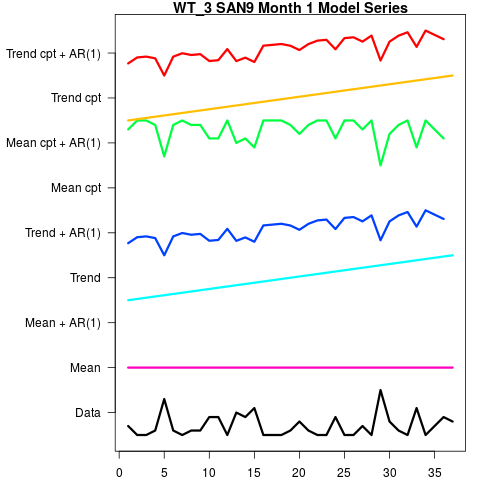 WT_3 SAN9 Month 1 Model Series
Trend cpt + AR(1)
Trend cpt
Mean cpt + AR(1)
Mean cpt
Trend + AR(1)
Trend
Mean + AR(1)
Mean
Data
0 5 10 15 20 25 30 35